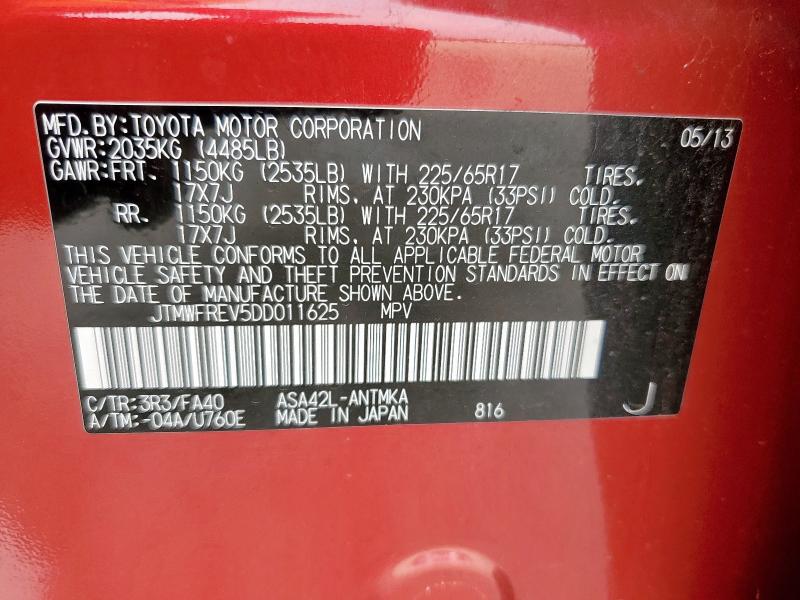 MFD. BY: TOYOTA MOTOR CORPORATION 05/13
GVWR: 2035KG (4485LB)
GAWR: FRT. 1150KG (2535LB) WITH 225/65R17 TIRES.
17X7J RIMS, AT 230KPA (33PSI) COLD.
RR. 1150KG (2535LB) WITH 225/65R17 TIRES.
17X7J RIMS, AT 230KPA (33PSI) COLD.
THIS VEHICLE CONFORMS TO ALL APPLICABLE FEDERAL MOTOR
VEHICLE SAFETY AND THEFT PREVENTION STANDARDS IN EFFECT ON
THE DATE OF MANUFACTURE SHOWN ABOVE.
JTMWFREV5DD011625 MPV
C/TR: 3R3/FA40 ASA42L-ANTMKA
A/TM: -04A/U760E MADE IN JAPAN 816 J